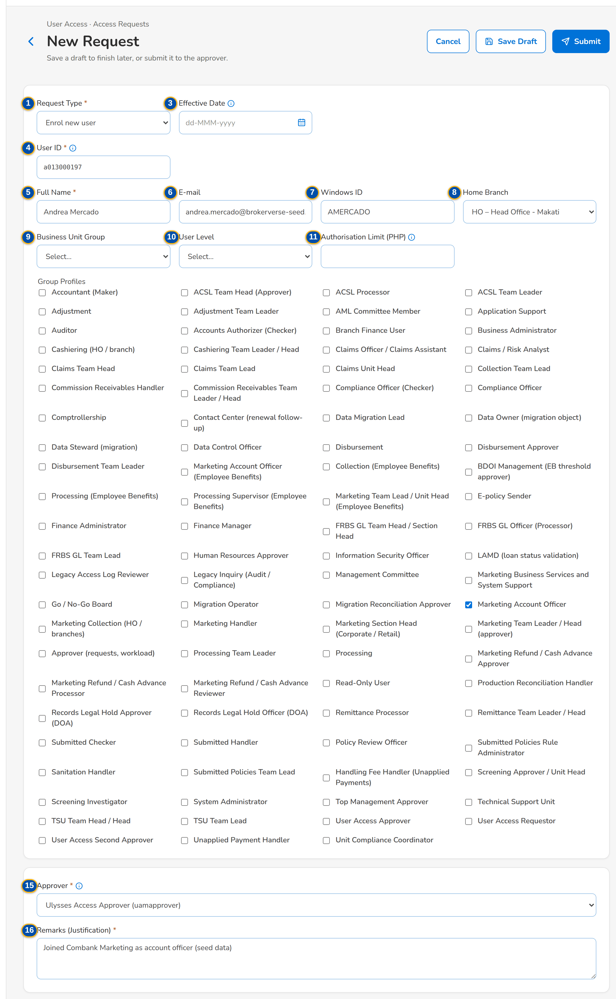 User Access · Access Requests
New Request
Save a draft to finish later, or submit it to the approver.
Cancel
Save Draft
Submit
1 Request Type *
3 Effective Date
Enrol new user
dd-MMM-yyyy
4 User ID *
a013000197
5 Full Name *
6 E-mail
7 Windows ID
8 Home Branch
Andrea Mercado
andrea.mercado@brokerverse-seed.
AMERCADO
HO – Head Office - Makati
9 Business Unit Group
10 User Level
11 Authorisation Limit (PHP)
Select...
Select...
Group Profiles
Accountant (Maker)
ACSL Team Head (Approver)
ACSL Processor
ACSL Team Leader
Adjustment
Adjustment Team Leader
AML Committee Member
Application Support
Auditor
Accounts Authorizer (Checker)
Branch Finance User
Business Administrator
Cashiering (HO / branch)
Cashiering Team Leader / Head
Claims Officer / Claims Assistant
Claims / Risk Analyst
Claims Team Head
Claims Team Lead
Claims Unit Head
Collection Team Lead
Commission Receivables Handler
Commission Receivables Team
Leader / Head
Compliance Officer (Checker)
Compliance Officer
Comptrollership
Contact Center (renewal follow-
up)
Data Migration Lead
Data Owner (migration object)
Data Steward (migration)
Data Control Officer
Disbursement
Disbursement Approver
Disbursement Team Leader
Marketing Account Officer
(Employee Benefits)
Collection (Employee Benefits)
BDOI Management (EB threshold
approver)
Processing (Employee Benefits)
Processing Supervisor (Employee
Benefits)
Marketing Team Lead / Unit Head
(Employee Benefits)
E-policy Sender
Finance Administrator
Finance Manager
FRBS GL Team Head / Section
Head
FRBS GL Officer (Processor)
FRBS GL Team Lead
Human Resources Approver
Information Security Officer
LAMD (loan status validation)
Legacy Access Log Reviewer
Legacy Inquiry (Audit /
Compliance)
Management Committee
Marketing Business Services and
System Support
Go / No-Go Board
Migration Operator
Migration Reconciliation Approver
Marketing Account Officer
Marketing Collection (HO /
branches)
Marketing Handler
Marketing Section Head
(Corporate / Retail)
Marketing Team Leader / Head
(approver)
Approver (requests, workload)
Processing Team Leader
Processing
Marketing Refund / Cash Advance
Approver
Marketing Refund / Cash Advance
Processor
Marketing Refund / Cash Advance
Reviewer
Read-Only User
Production Reconciliation Handler
Records Legal Hold Approver
(DOA)
Records Legal Hold Officer (DOA)
Remittance Processor
Remittance Team Leader / Head
Submitted Checker
Submitted Handler
Policy Review Officer
Submitted Policies Rule
Administrator
Sanitation Handler
Submitted Policies Team Lead
Handling Fee Handler (Unapplied
Payments)
Screening Approver / Unit Head
Screening Investigator
System Administrator
Top Management Approver
Technical Support Unit
TSU Team Head / Head
TSU Team Lead
User Access Approver
User Access Requestor
User Access Second Approver
Unapplied Payment Handler
Unit Compliance Coordinator
15 Approver *
Ulysses Access Approver (uamapprover)
16 Remarks (Justification) *
Joined Combank Marketing as account officer (seed data)